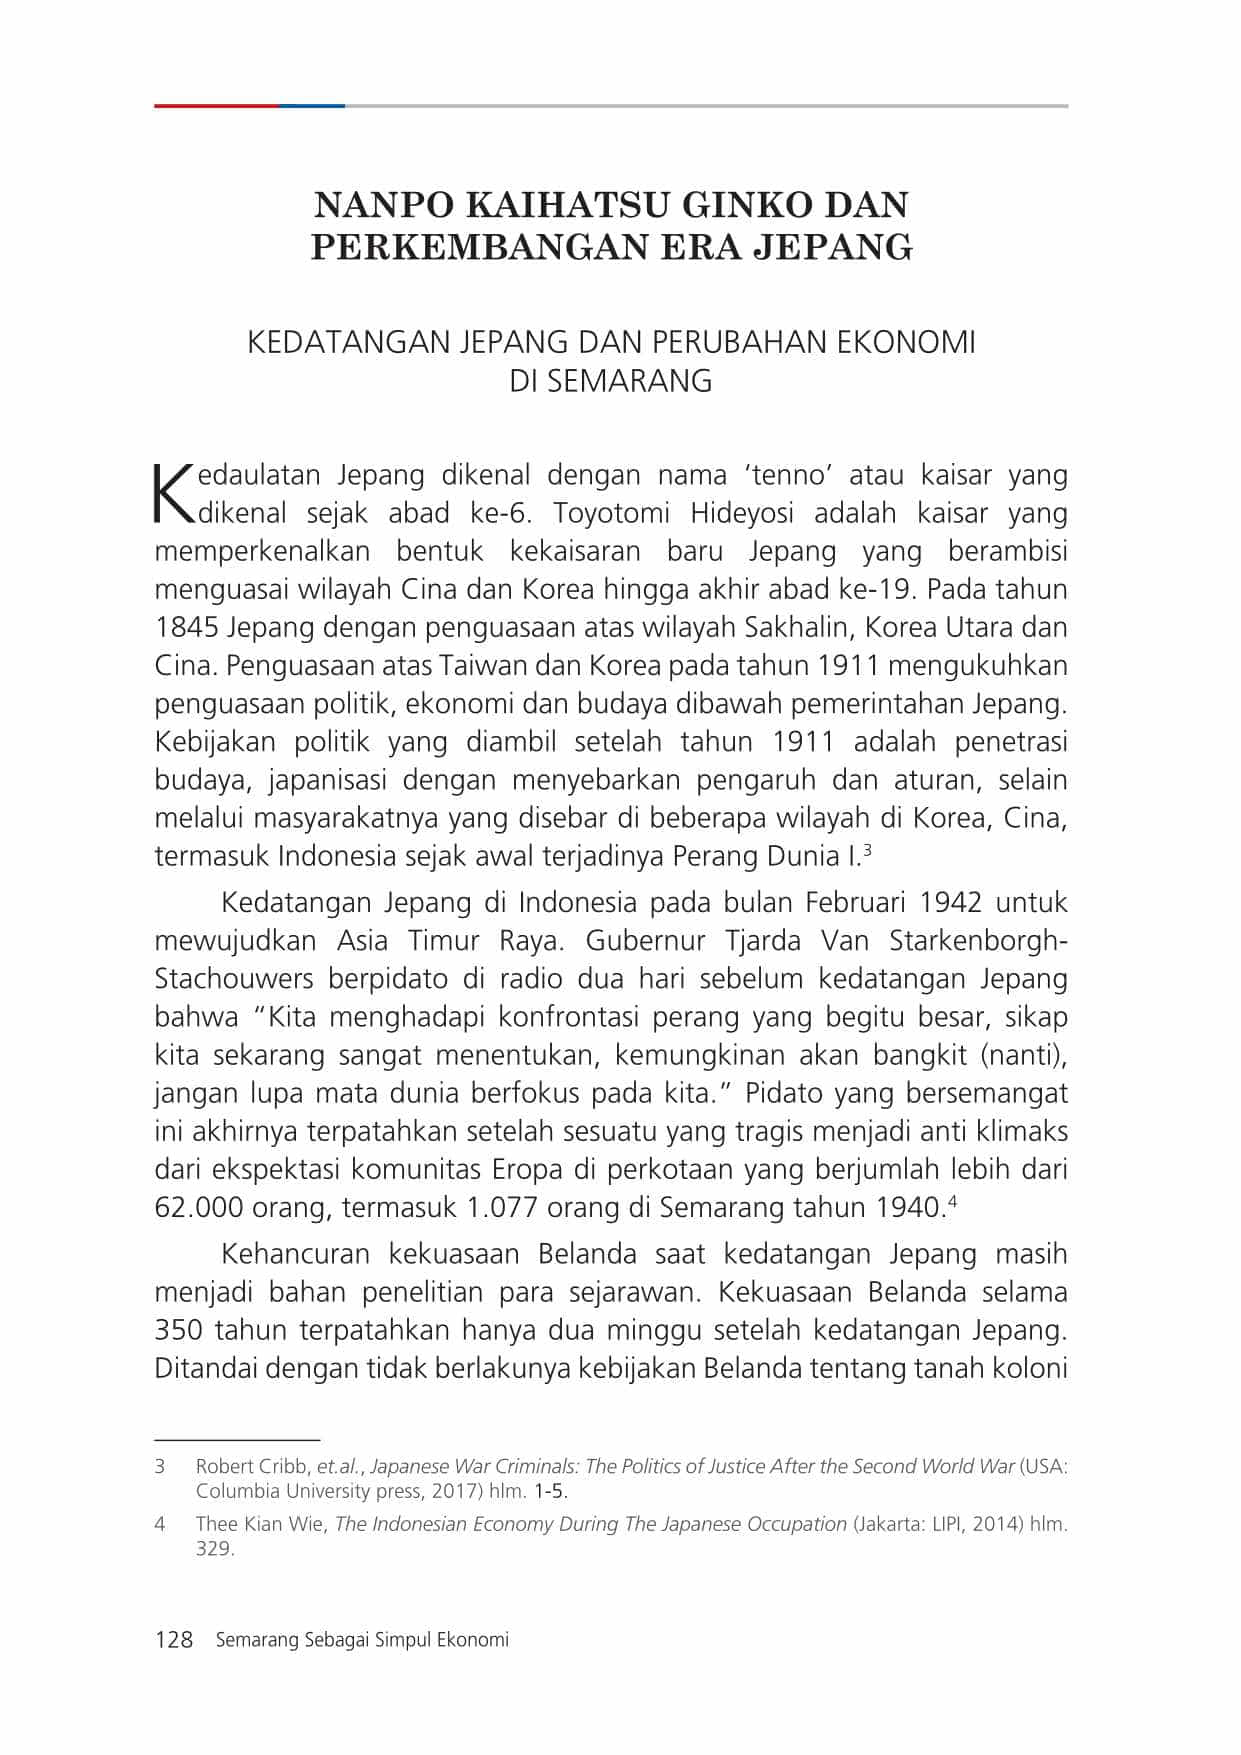 NANPO KAIHATSU GINKO DAN
PERKEMBANGAN ERA JEPANG
KEDATANGAN JEPANG DAN PERUBAHAN EKONOMI
DI SEMARANG
Kedaulatan Jepang dikenal dengan nama ‘tenno’ atau kaisar yang
dikenal sejak abad ke-6. Toyotomi Hideyosi adalah kaisar yang
memperkenalkan bentuk kekaisaran baru Jepang yang berambisi
menguasai wilayah Cina dan Korea hingga akhir abad ke-19. Pada tahun
1845 Jepang dengan penguasaan atas wilayah Sakhalin, Korea Utara dan
Cina. Penguasaan atas Taiwan dan Korea pada tahun 1911 mengukuhkan
penguasaan politik, ekonomi dan budaya dibawah pemerintahan Jepang.
Kebijakan politik yang diambil setelah tahun 1911 adalah penetrasi
budaya, japanisasi dengan menyebarkan pengaruh dan aturan, selain
melalui masyarakatnya yang disebar di beberapa wilayah di Korea, Cina,
termasuk Indonesia sejak awal terjadinya Perang Dunia I.³
Kedatangan Jepang di Indonesia pada bulan Februari 1942 untuk
mewujudkan Asia Timur Raya. Gubernur Tjarda Van Starkenborgh-
Stachouwers berpidato di radio dua hari sebelum kedatangan Jepang
bahwa “Kita menghadapi konfrontasi perang yang begitu besar, sikap
kita sekarang sangat menentukan, kemungkinan akan bangkit (nanti),
jangan lupa mata dunia berfokus pada kita.” Pidato yang bersemangat
ini akhirnya terpatahkan setelah sesuatu yang tragis menjadi anti klimaks
dari ekspektasi komunitas Eropa di perkotaan yang berjumlah lebih dari
62.000 orang, termasuk 1.077 orang di Semarang tahun 1940.⁴
Kehancuran kekuasaan Belanda saat kedatangan Jepang masih
menjadi bahan penelitian para sejarawan. Kekuasaan Belanda selama
350 tahun terpatahkan hanya dua minggu setelah kedatangan Jepang.
Ditandai dengan tidak berlakunya kebijakan Belanda tentang tanah koloni
3 Robert Cribb, et.al., Japanese War Criminals: The Politics of Justice After the Second World War (USA:
Columbia University press, 2017) hlm. 1-5.
4 Thee Kian Wie, The Indonesian Economy During The Japanese Occupation (Jakarta: LIPI, 2014) hlm.
329.
128 Semarang Sebagai Simpul Ekonomi